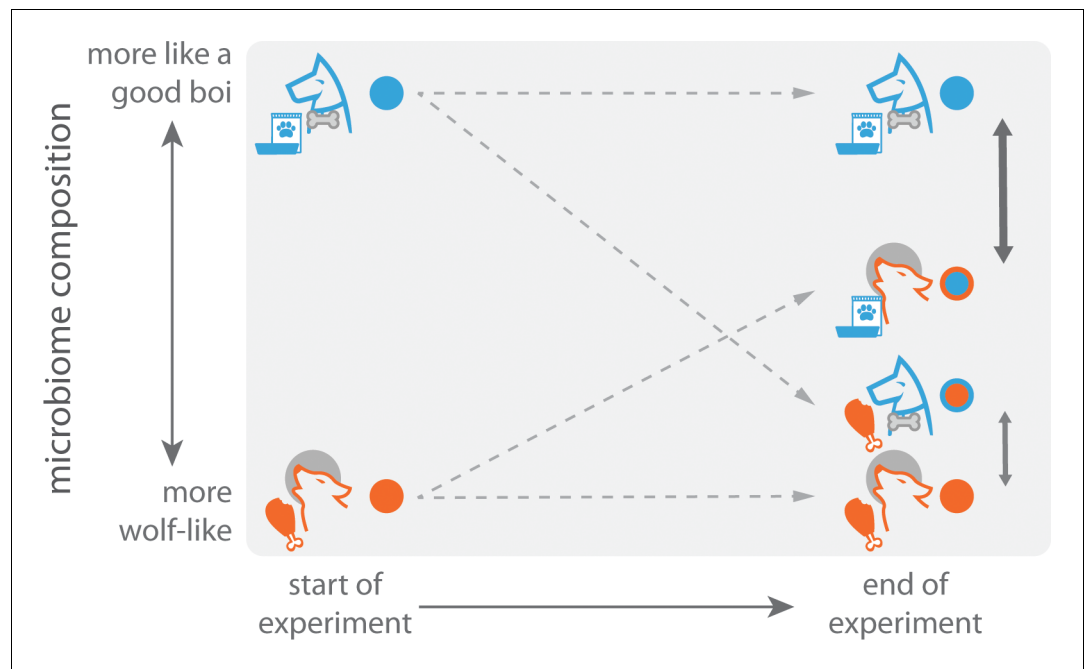 more like a
good boi
microbiome composition
more
wolf-like
start of
experiment
end of
experiment